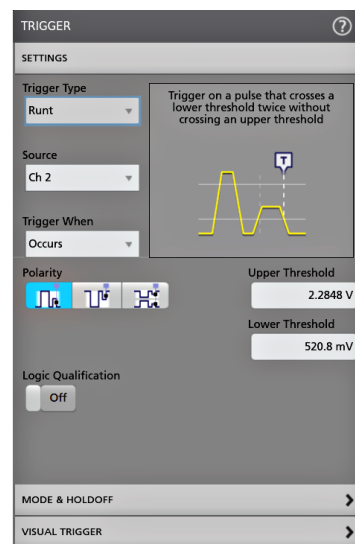 TRIGGER ?
SETTINGS
Trigger Type
Runt
Trigger on a pulse that crosses a
lower threshold twice without
crossing an upper threshold
T
Source
Ch 2
Trigger When
Occurs
Polarity
Upper Threshold
2.2848 V
Lower Threshold
520.8 mV
Logic Qualification
Off
MODE & HOLDOFF
VISUAL TRIGGER